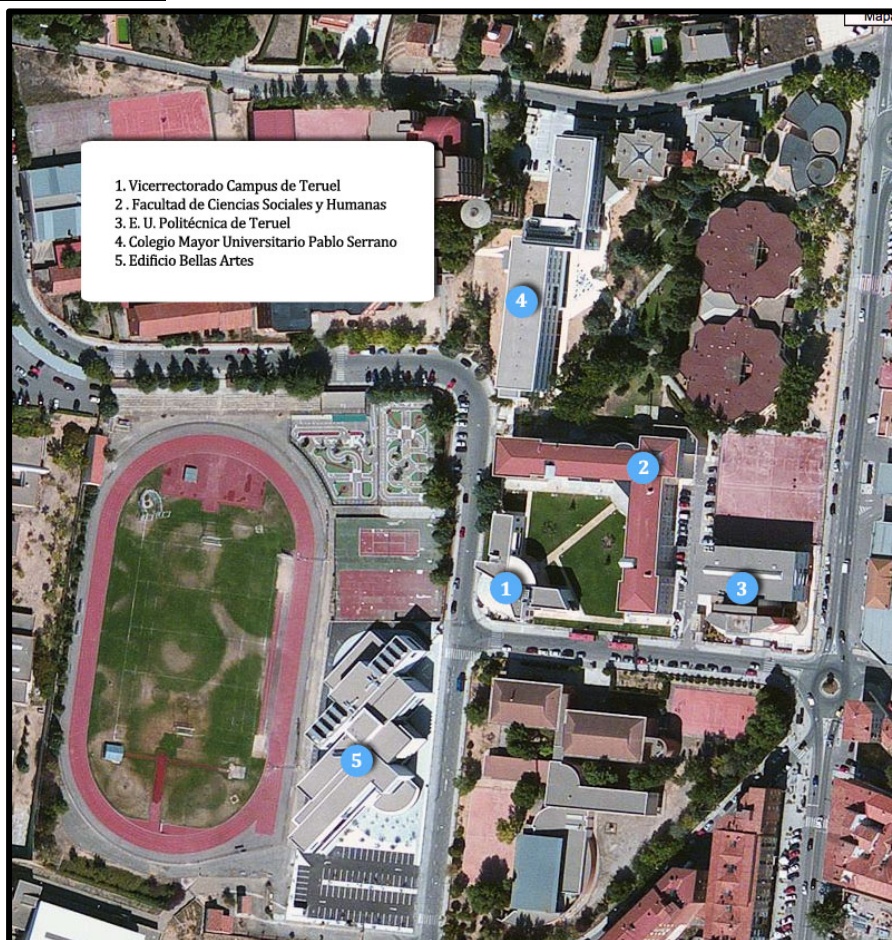 Mapa
1. Vicerrectorado Campus de Teruel
2 . Facultad de Ciencias Sociales y Humanas
3. E. U. Politécnica de Teruel
4. Colegio Mayor Universitario Pablo Serrano
5. Edificio Bellas Artes
4
2
1
3
5